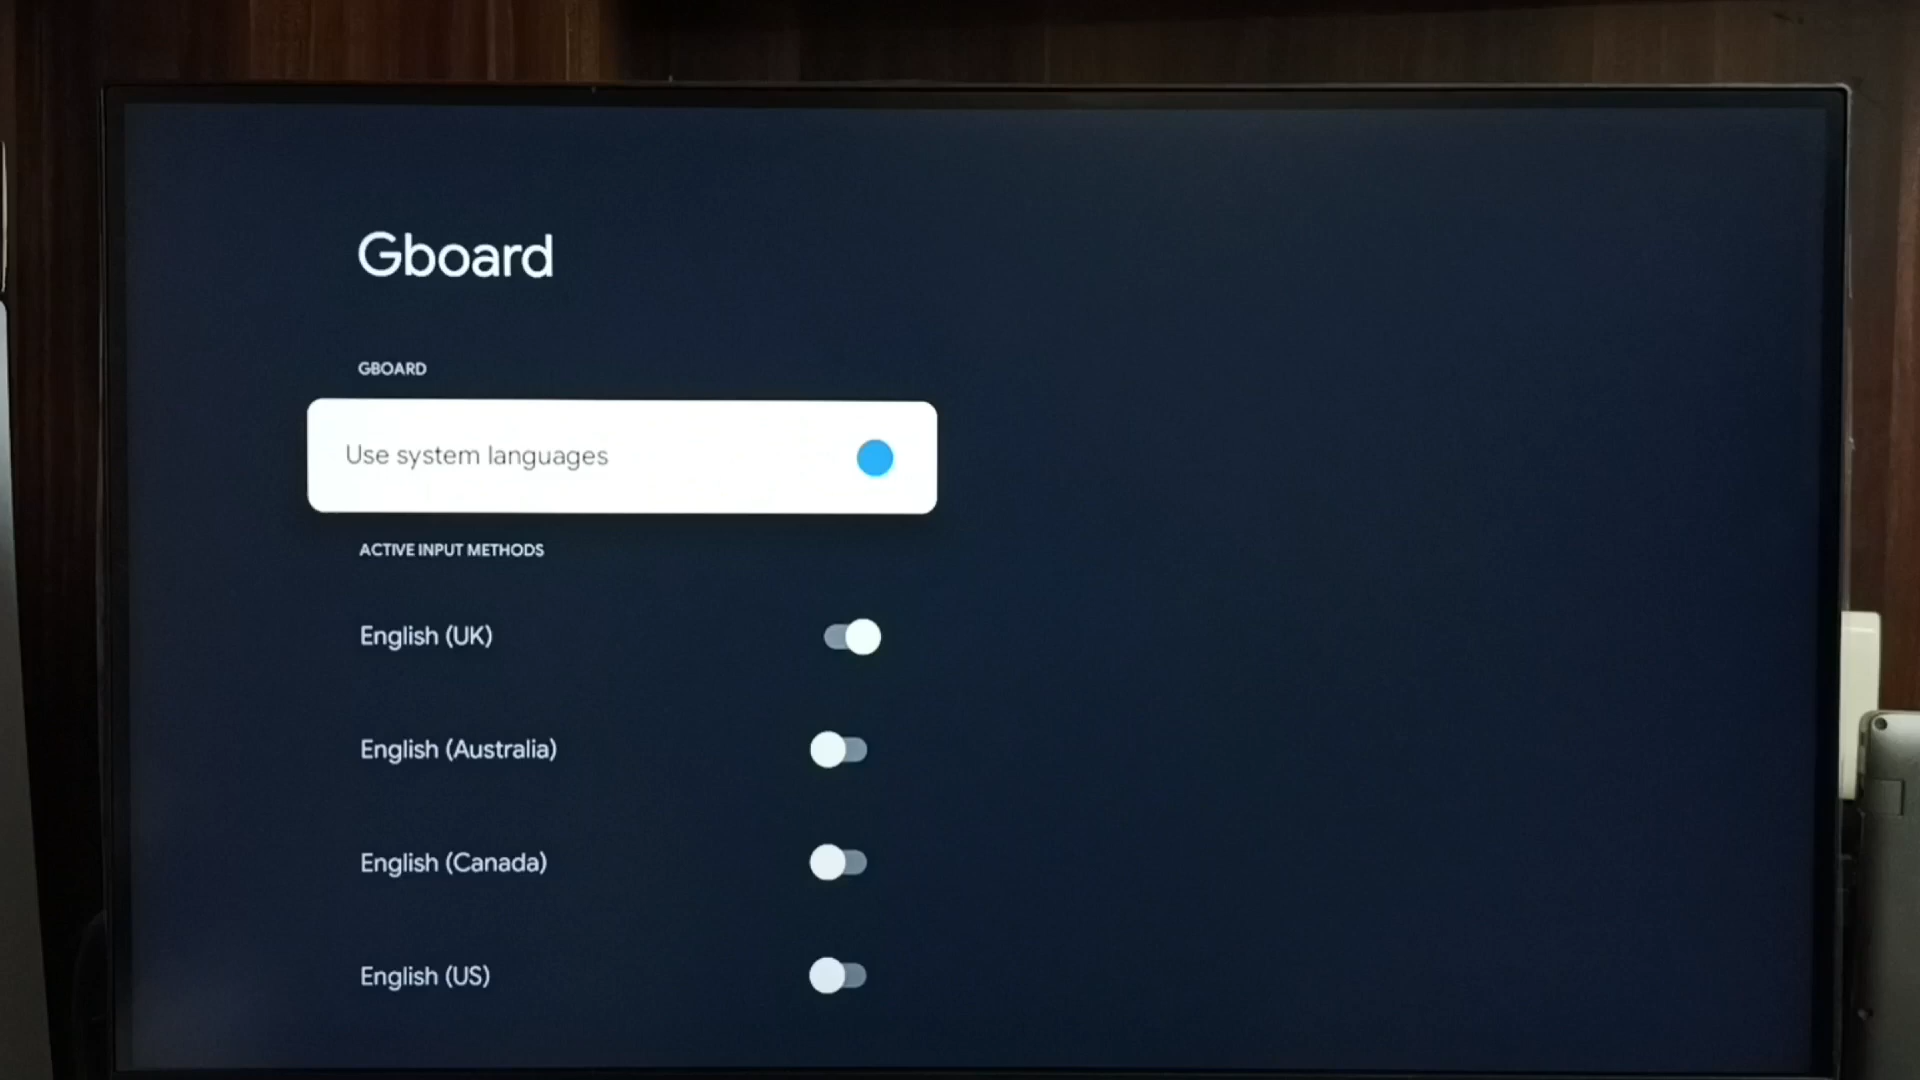 Gboard
GBOARD
Use system languages
ACTIVE INPUT METHODS
English (UK)
English (Australia)
English (Canada)
English (US)